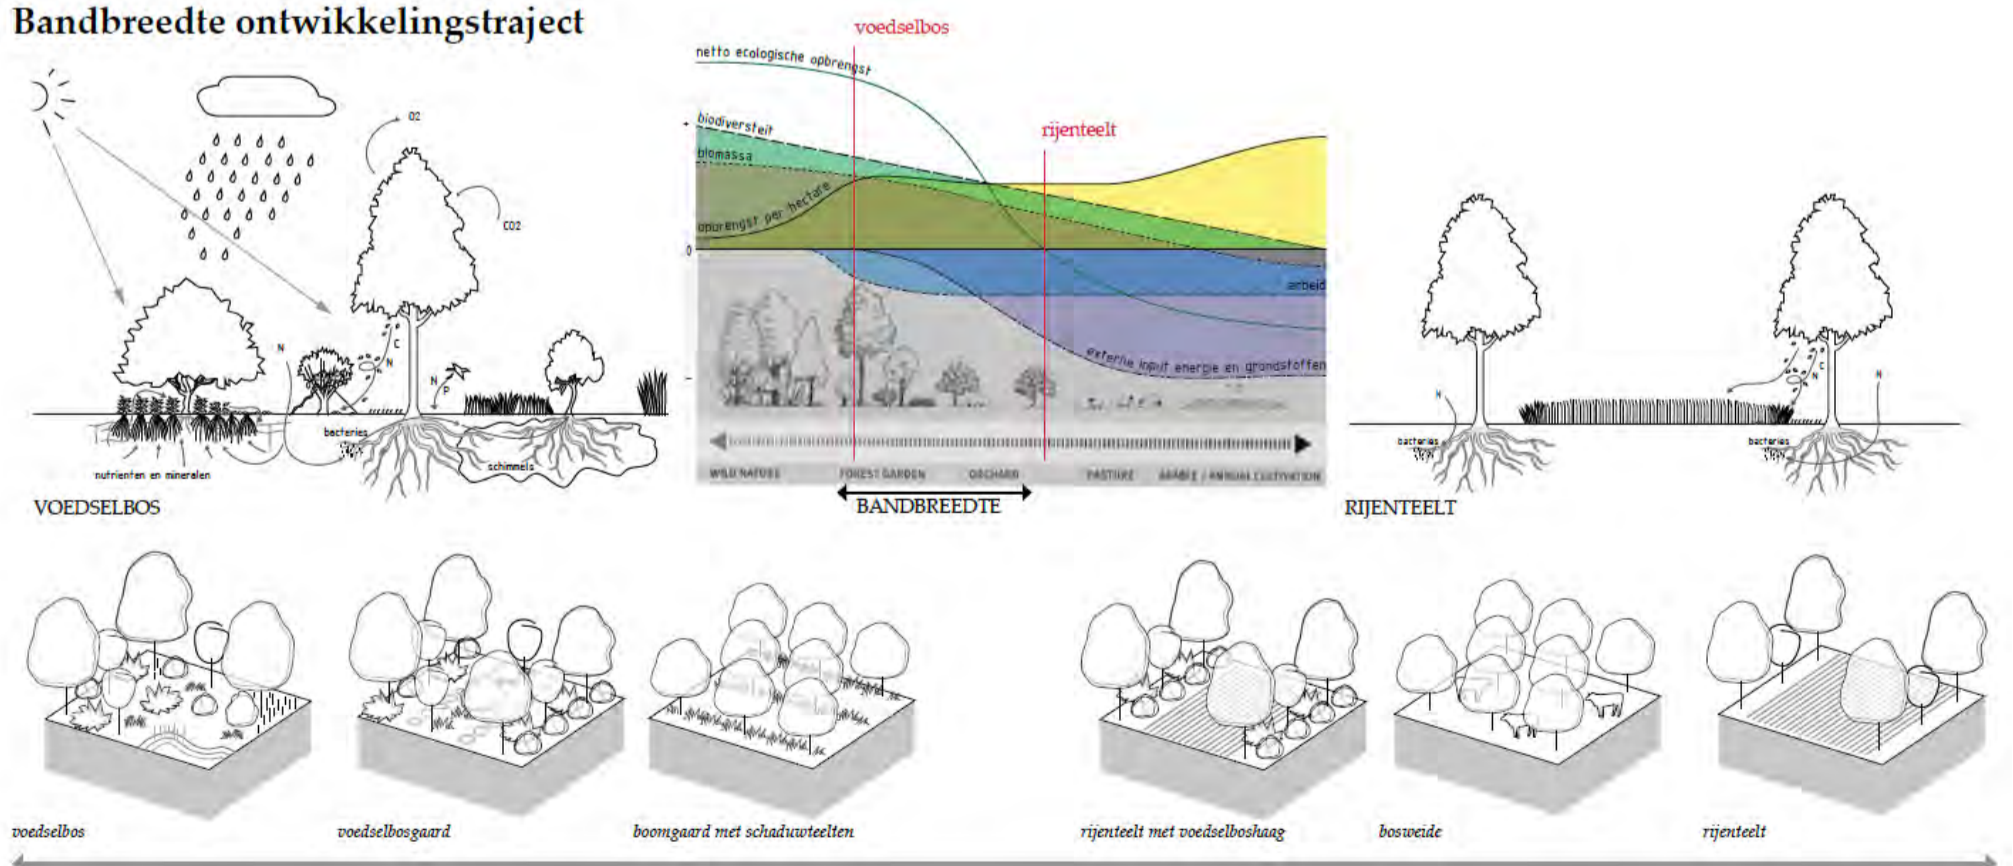 Bandbreedte ontwikkelingstraject
O2
CO2
N
C
N
N
P
bacteries
schimmels
nutrienten en mineralen
VOEDSELBOS
voedselbos
netto ecologische opbrengst
rijenteelt
+
biodiversteit
biomassa
opbrengst per hectare
0
arbeid
-
externe input energie en grondstoffen
WILD NATURE
FOREST GARDEN
ORCHARD
PASTURE
ARABLE / ANNUAL CULTIVATION
BANDBREEDTE
N
bacteries
C
N
N
bacteries
RIJENTEELT
voedselbos
voedselbosgaard
boomgaard met schaduwteelten
rijenteelt met voedselboshaag
bosweide
rijenteelt